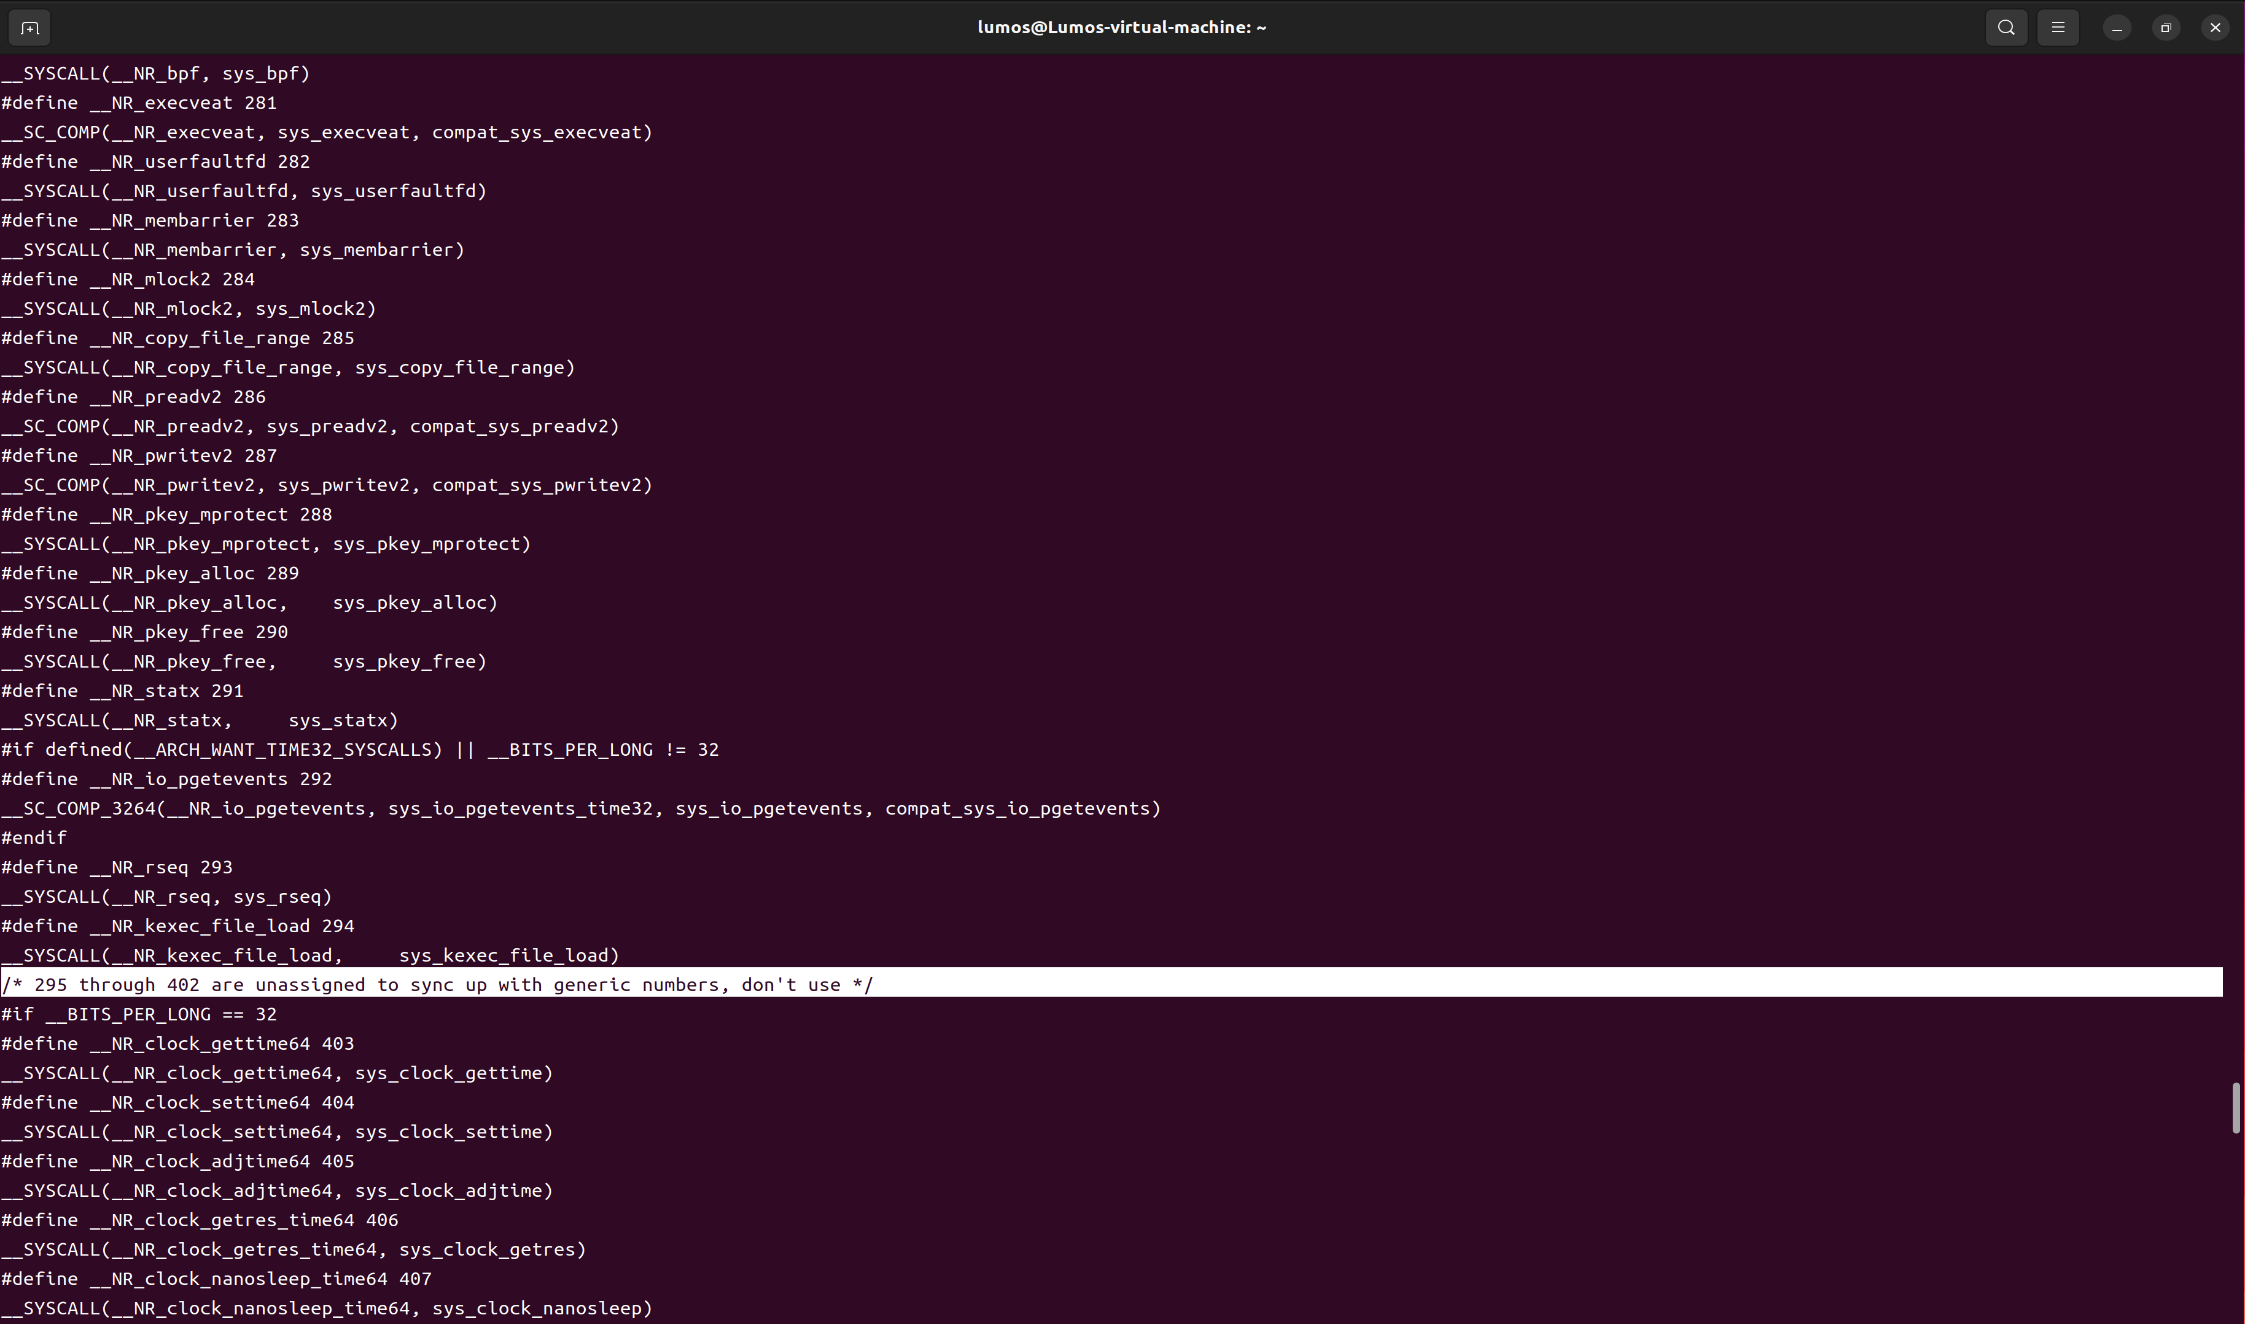 lumos@Lumos-virtual-machine: ~
__SYSCALL(__NR_bpf, sys_bpf)
#define __NR_execveat 281
__SC_COMP(__NR_execveat, sys_execveat, compat_sys_execveat)
#define __NR_userfaultfd 282
__SYSCALL(__NR_userfaultfd, sys_userfaultfd)
#define __NR_membarrier 283
__SYSCALL(__NR_membarrier, sys_membarrier)
#define __NR_mlock2 284
__SYSCALL(__NR_mlock2, sys_mlock2)
#define __NR_copy_file_range 285
__SYSCALL(__NR_copy_file_range, sys_copy_file_range)
#define __NR_preadv2 286
__SC_COMP(__NR_preadv2, sys_preadv2, compat_sys_preadv2)
#define __NR_pwritev2 287
__SC_COMP(__NR_pwritev2, sys_pwritev2, compat_sys_pwritev2)
#define __NR_pkey_mprotect 288
__SYSCALL(__NR_pkey_mprotect, sys_pkey_mprotect)
#define __NR_pkey_alloc 289
__SYSCALL(__NR_pkey_alloc,    sys_pkey_alloc)
#define __NR_pkey_free 290
__SYSCALL(__NR_pkey_free,     sys_pkey_free)
#define __NR_statx 291
__SYSCALL(__NR_statx,     sys_statx)
#if defined(__ARCH_WANT_TIME32_SYSCALLS) || __BITS_PER_LONG != 32
#define __NR_io_pgetevents 292
__SC_COMP_3264(__NR_io_pgetevents, sys_io_pgetevents_time32, sys_io_pgetevents, compat_sys_io_pgetevents)
#endif
#define __NR_rseq 293
__SYSCALL(__NR_rseq, sys_rseq)
#define __NR_kexec_file_load 294
__SYSCALL(__NR_kexec_file_load,     sys_kexec_file_load)
/* 295 through 402 are unassigned to sync up with generic numbers, don't use */
#if __BITS_PER_LONG == 32
#define __NR_clock_gettime64 403
__SYSCALL(__NR_clock_gettime64, sys_clock_gettime)
#define __NR_clock_settime64 404
__SYSCALL(__NR_clock_settime64, sys_clock_settime)
#define __NR_clock_adjtime64 405
__SYSCALL(__NR_clock_adjtime64, sys_clock_adjtime)
#define __NR_clock_getres_time64 406
__SYSCALL(__NR_clock_getres_time64, sys_clock_getres)
#define __NR_clock_nanosleep_time64 407
__SYSCALL(__NR_clock_nanosleep_time64, sys_clock_nanosleep)